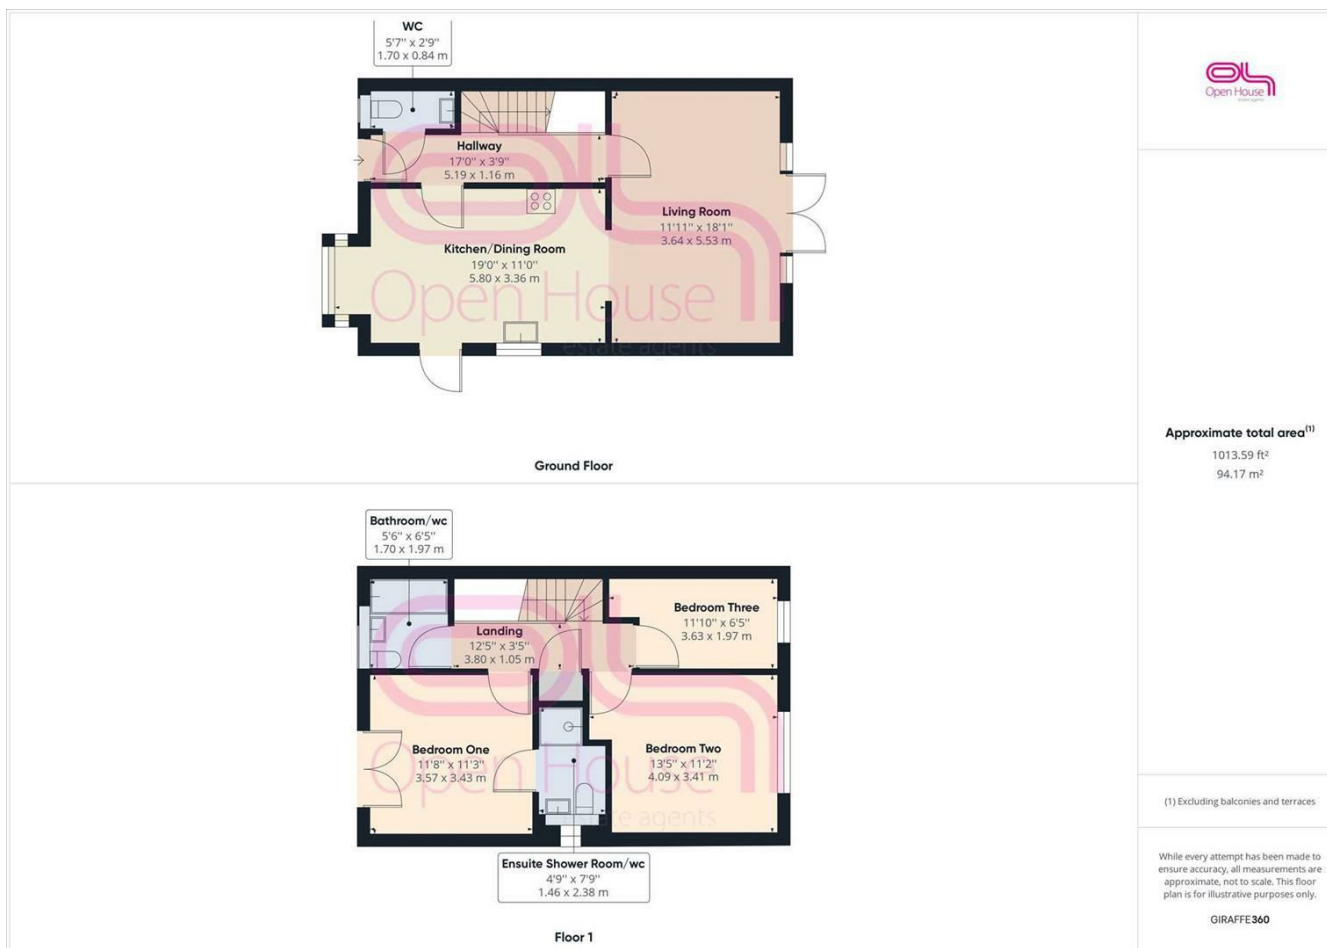 WC
5'7" x 2'9"
1.70 x 0.84 m
Hallway
17'0" x 3'9"
5.19 x 1.16 m
Living Room
11'11" x 18'1"
3.64 x 5.53 m
Kitchen/Dining Room
19'0" x 11'0"
5.80 x 3.36 m
Open House
estate agents
Ground Floor
Bathroom/wc
5'6" x 6'5"
1.70 x 1.97 m
Bedroom Three
11'10" x 6'5"
3.63 x 1.97 m
Landing
12'5" x 3'5"
3.80 x 1.05 m
Bedroom One
11'8" x 11'3"
3.57 x 3.43 m
Bedroom Two
13'5" x 11'2"
4.09 x 3.41 m
Open House
estate agents
Ensuite Shower Room/wc
4'9" x 7'9"
1.46 x 2.38 m
Floor 1
Open House
estate agents
Approximate total area(1)
1013.59 ft²
94.17 m²
(1) Excluding balconies and terraces
While every attempt has been made to
ensure accuracy, all measurements are
approximate, not to scale. This floor
plan is for illustrative purposes only.
GIRAFFE360